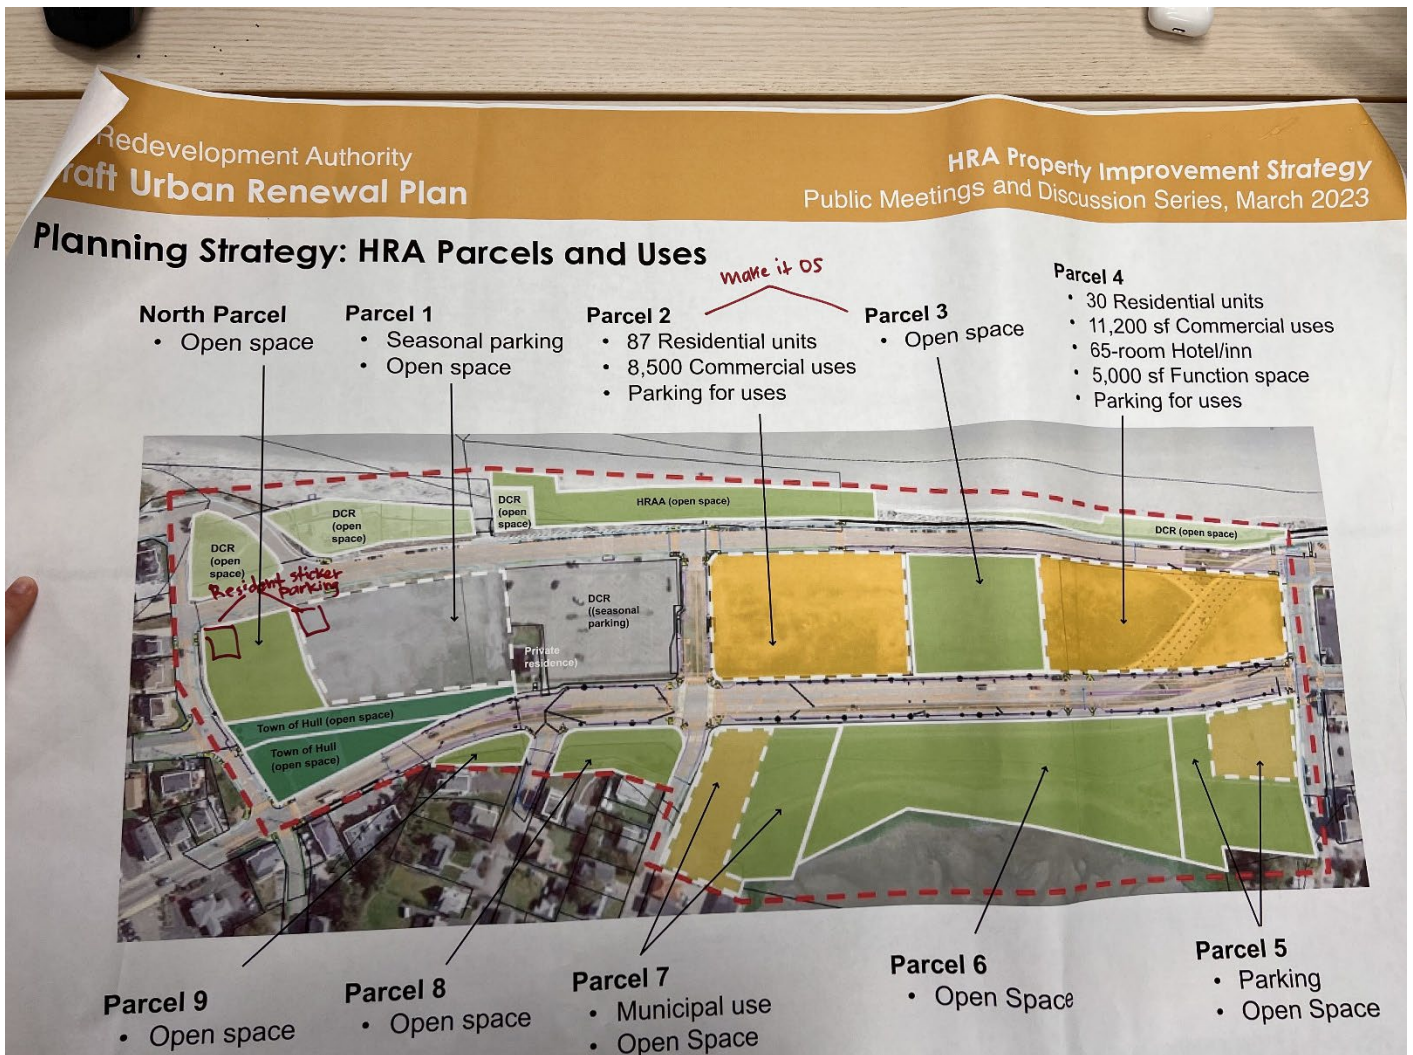 Redevelopment Authority
raft Urban Renewal Plan
HRA Property Improvement Strategy
Public Meetings and Discussion Series, March 2023
Planning Strategy: HRA Parcels and Uses
make it OS
North Parcel
• Open space
Parcel 1
• Seasonal parking
• Open space
Parcel 2
• 87 Residential units
• 8,500 Commercial uses
• Parking for uses
Parcel 3
• Open space
Parcel 4
• 30 Residential units
• 11,200 sf Commercial uses
• 65-room Hotel/inn
• 5,000 sf Function space
• Parking for uses
DCR
(open
space)
DCR
(open
space)
DCR
(open
space)
HRAA (open space)
DCR (open space)
Resident sticker
parking
DCR
((seasonal
parking)
Private
residence)
Town of Hull (open space)
Town of Hull
(open space)
Parcel 9
• Open space
Parcel 8
• Open space
Parcel 7
• Municipal use
• Open Space
Parcel 6
• Open Space
Parcel 5
• Parking
• Open Space